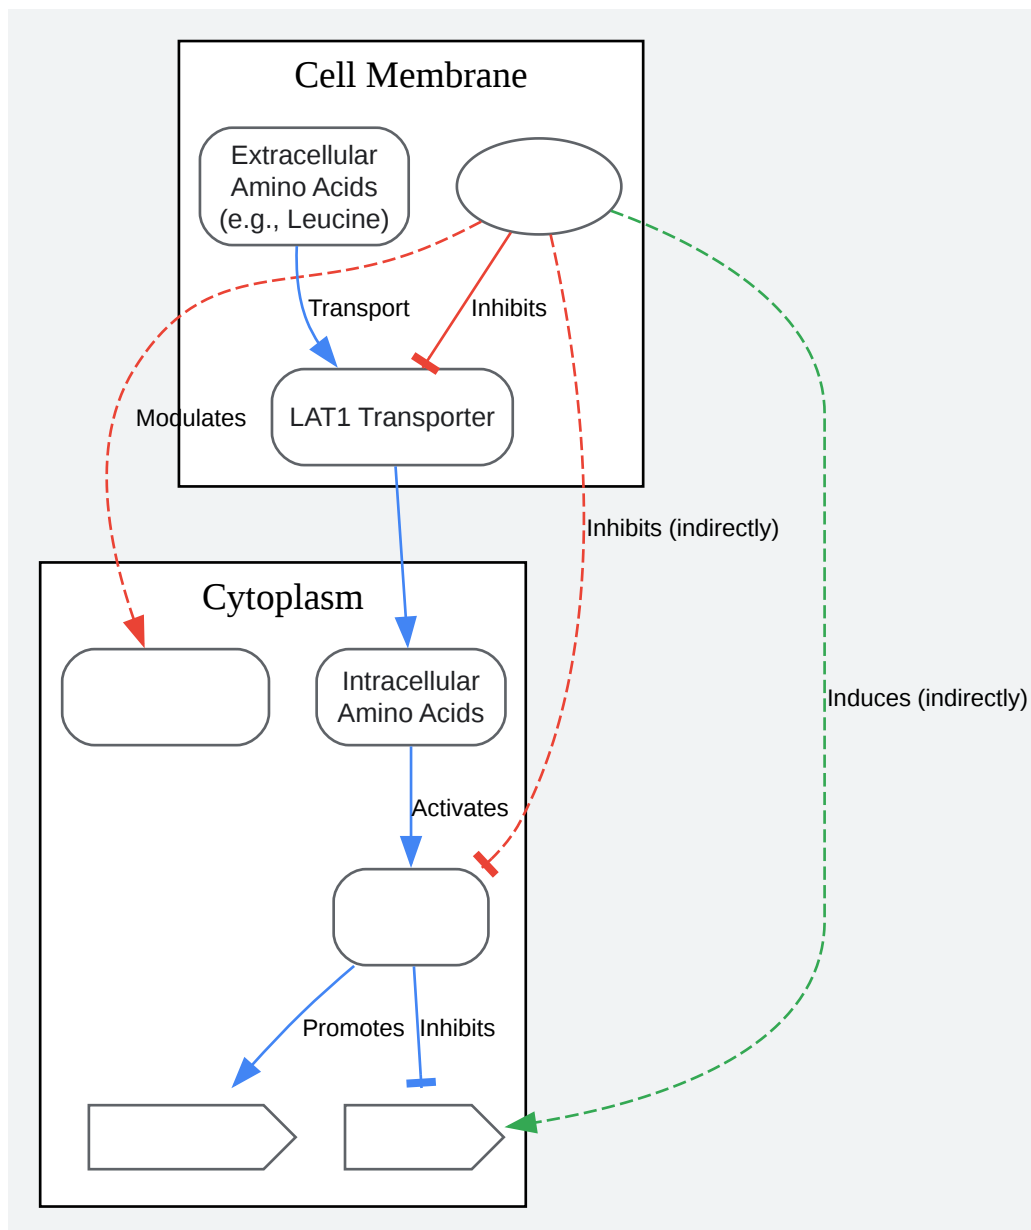 Cell Membrane
Extracellular
Amino Acids
(e.g., Leucine)
Transport
Inhibits
Modulates
LAT1 Transporter
Inhibits (indirectly)
Cytoplasm
Intracellular
Amino Acids
Induces (indirectly)
Activates
Promotes
Inhibits